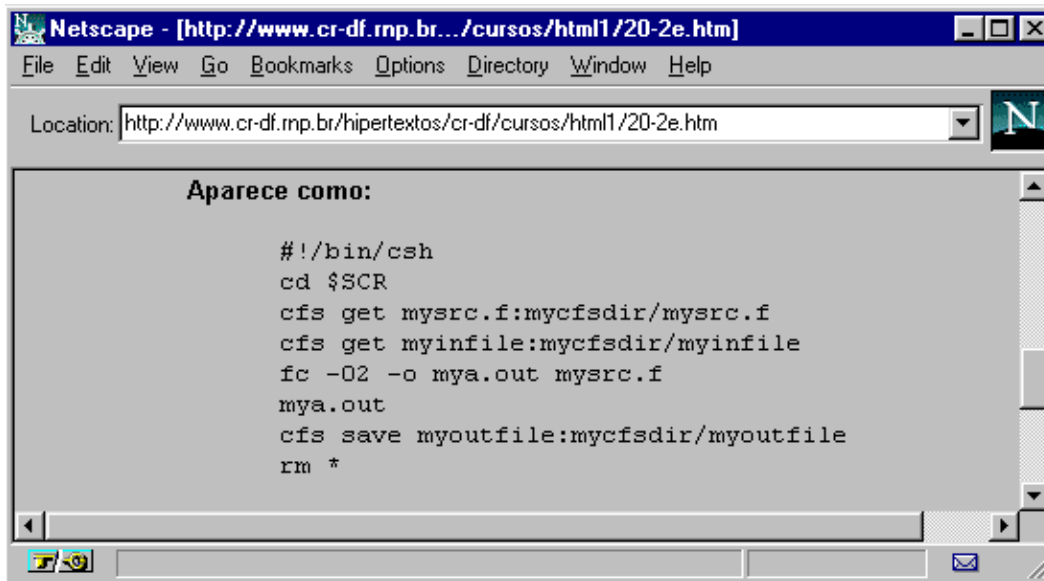 Netscape - [http://www.cr-df.rnp.br.../cursos/html1/20-2e.htm]
File Edit View Go Bookmarks Options Directory Window Help
Location: http://www.cr-df.rnp.br/hipertextos/cr-df/cursos/html1/20-2e.htm
N
Aparece como:
#!/bin/csh
cd $SCR
cfs get mysrc.f:mycfsdir/mysrc.f
cfs get myinfile:mycfsdir/myinfile
fc -O2 -o mya.out mysrc.f
mya.out
cfs save myoutfile:mycfsdir/myoutfile
rm *